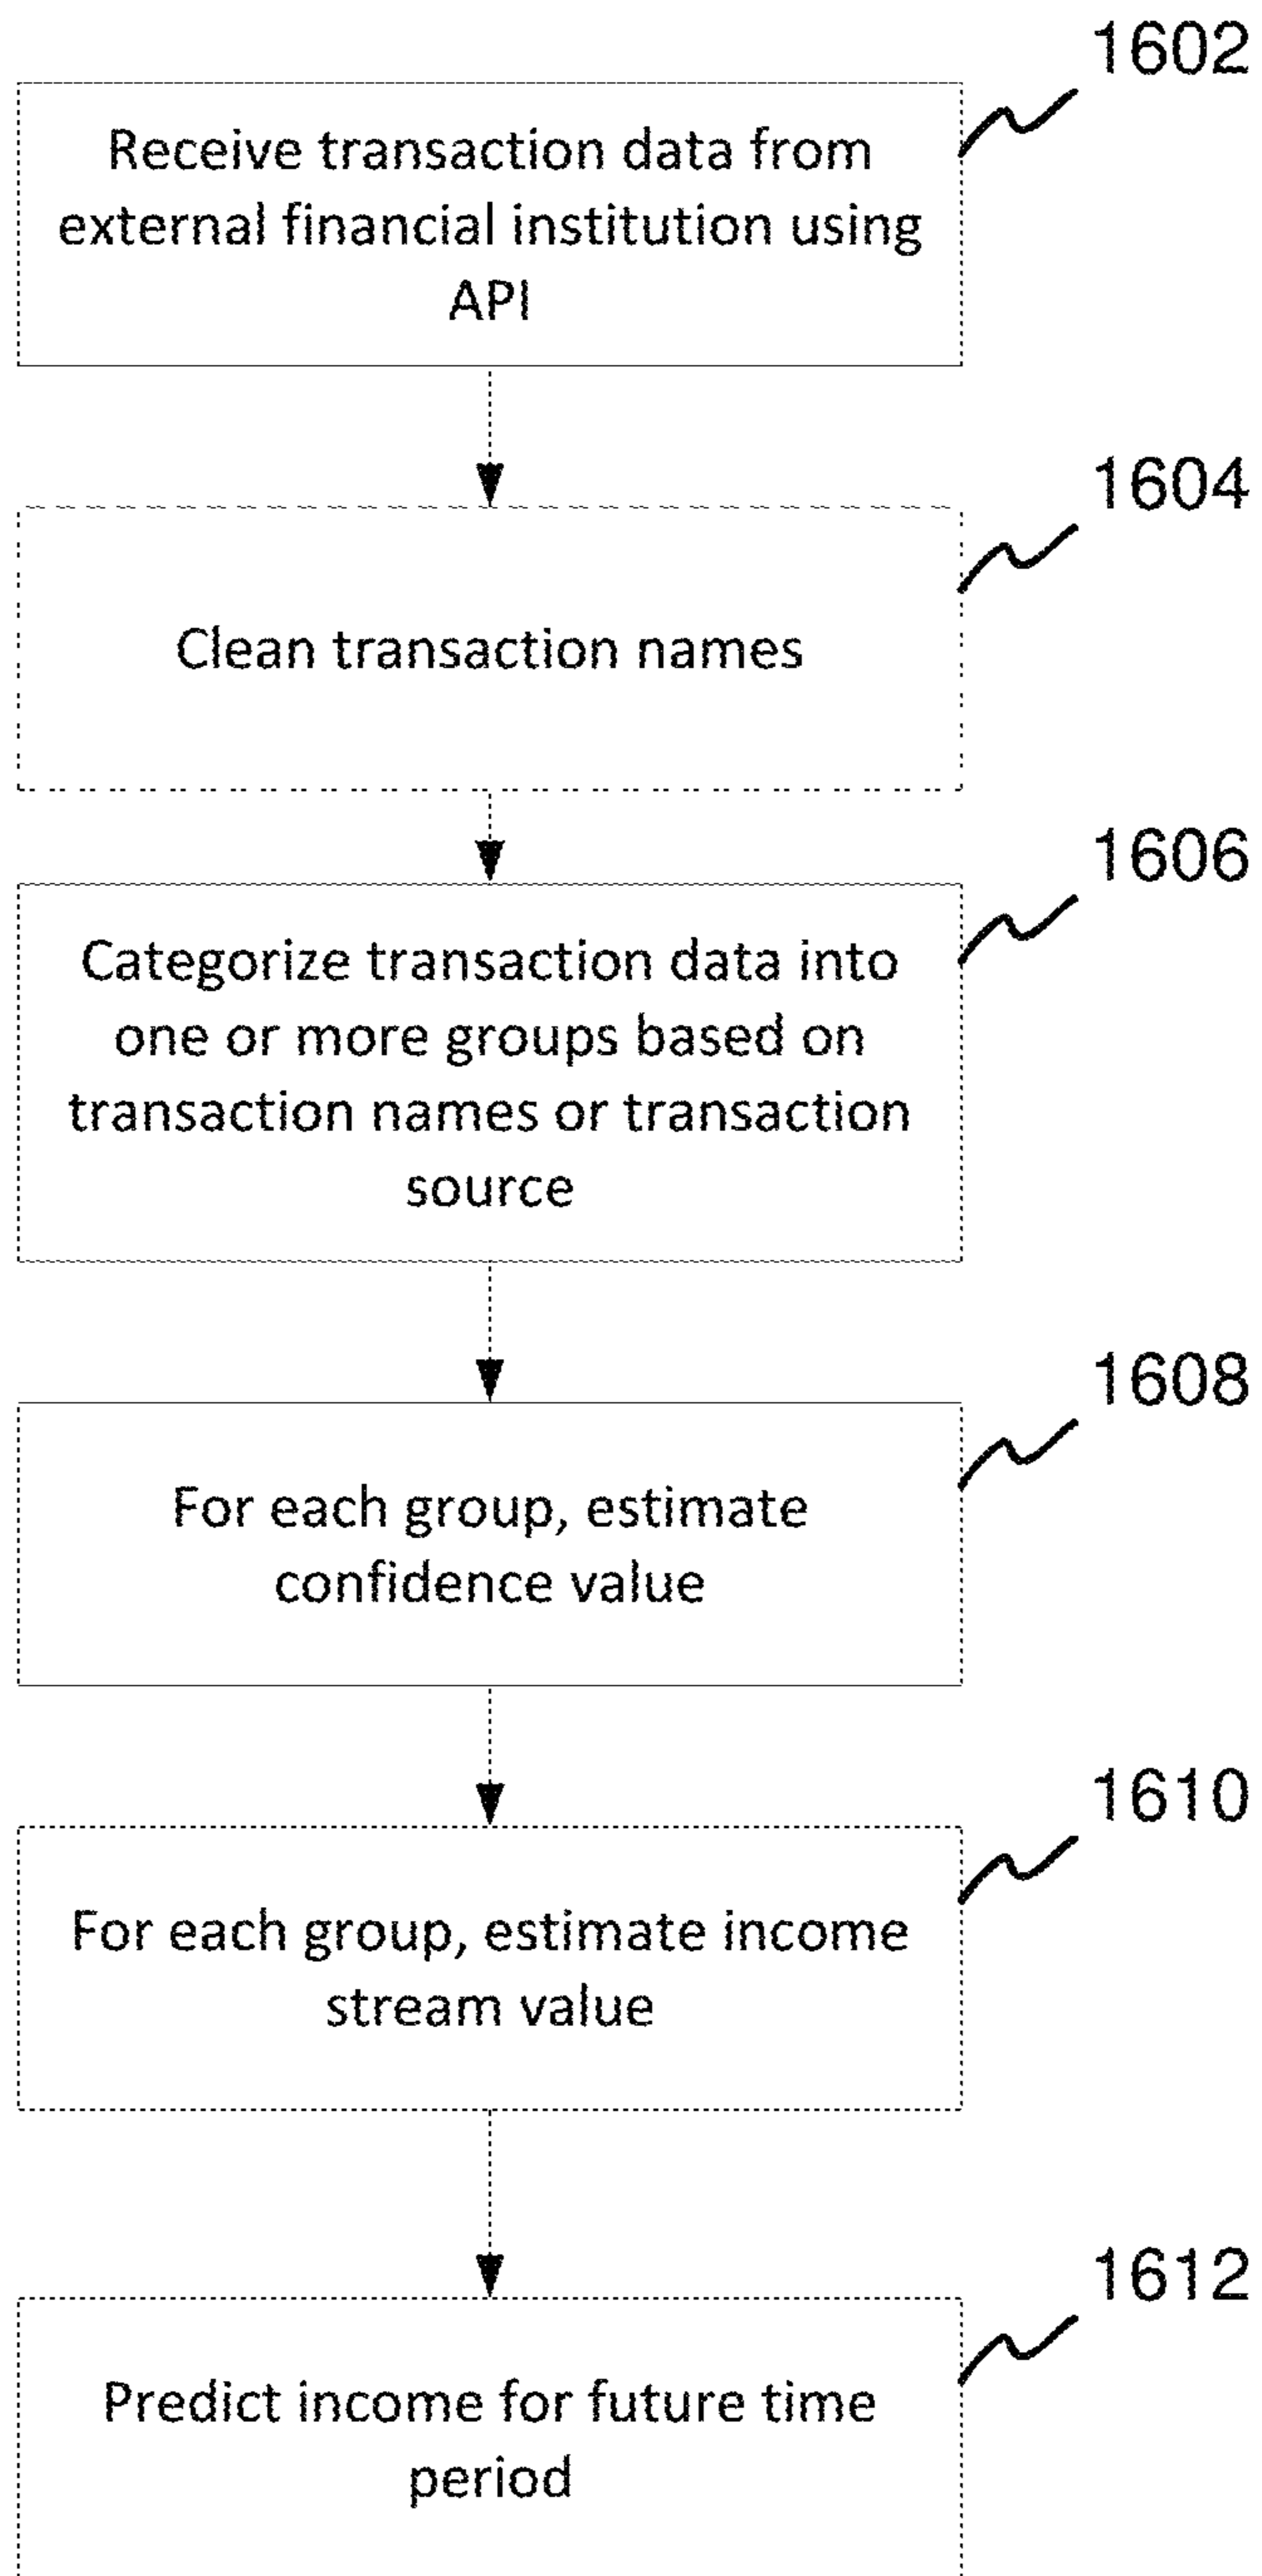 1602
Receive transaction data from
external financial institution using
API
1604
Clean transaction names
1606
Categorize transaction data into
one or more groups based on
transaction names or transaction
source
1608
For each group, estimate
confidence value
1610
For each group, estimate income
stream value
1612
Predict income for future time
period